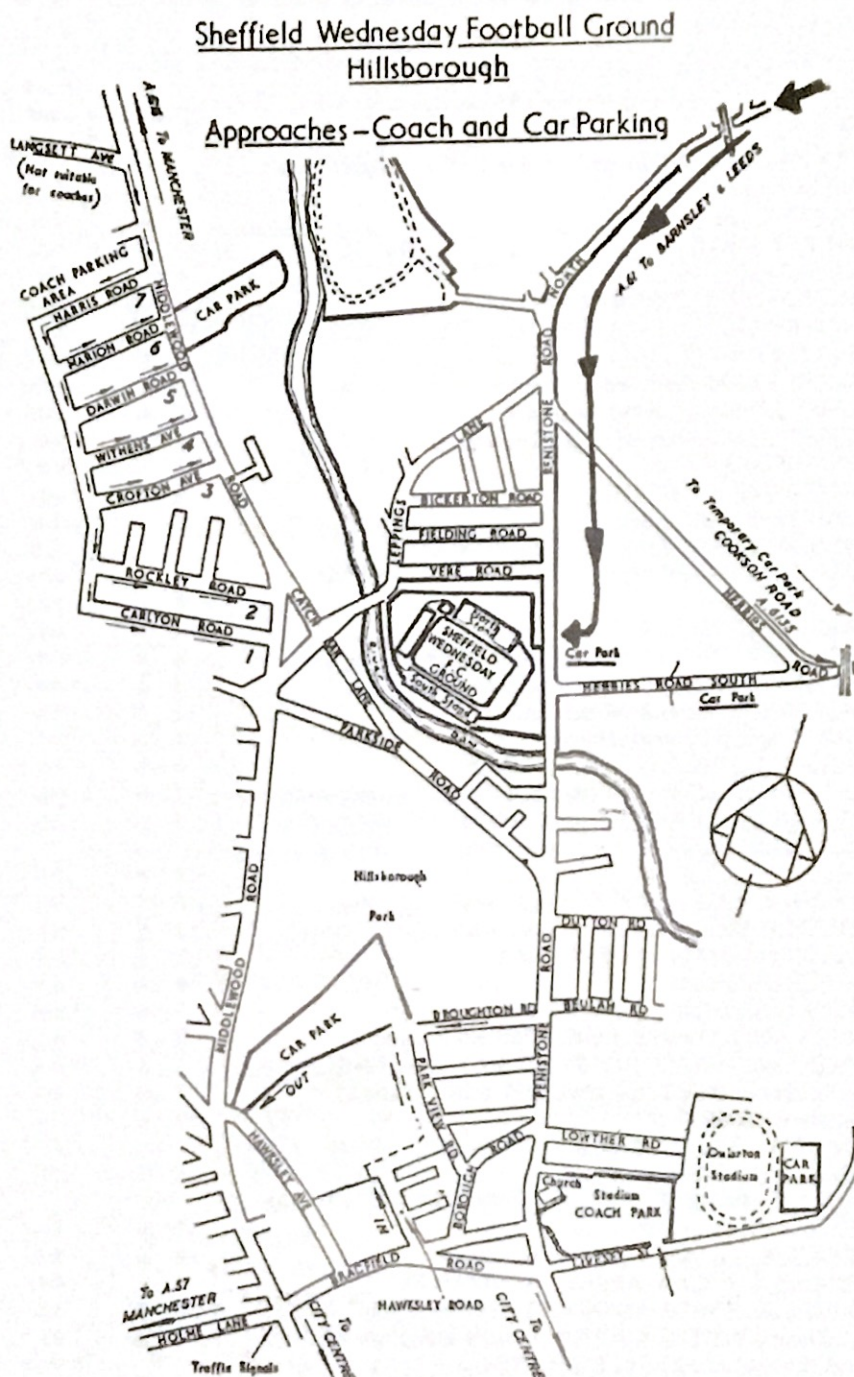 Sheffield Wednesday Football Ground
Hillsborough
Approaches – Coach and Car Parking
A.616 To MANCHESTER
LANGSETT AVE
(Not suitable
for coaches)
COACH PARKING
AREA
HARRIS ROAD
7
MARION ROAD
6
DARWIN ROAD
5
WITHENS AVE
4
CROFTON AVE
3
MIDDLEWOOD
ROAD
CAR PARK
ROCKLEY ROAD
2
CARLTON ROAD
1
CATCH
BAR LANE
NORTH
A.61 To BARNSLEY & LEEDS
PENISTONE
ROAD
LEPPINGS
LANE
BICKERTON ROAD
FIELDING ROAD
VERE ROAD
North
Stand
SHEFFIELD
WEDNESDAY
F.C.
GROUND
South Stand
RIVER
DON
Car Park
To Temporary Car Park
COOKSON ROAD
A.6135
HERRIES
ROAD
HERRIES ROAD SOUTH
Car Park
PARKSIDE
ROAD
Hillsborough
Park
MIDDLEWOOD
ROAD
DUTTON RD
BEULAH RD
BROUGHTON RD
PENISTONE
ROAD
CAR PARK
OUT
PARK VIEW RD
HAWKSLEY AVE
IN
BOROUGH
ROAD
LOWTHER RD
Owlerton
Stadium
CAR
PARK
Church
Stadium
COACH PARK
LIVESEY ST
BRADFIELD
ROAD
HAWKSLEY ROAD
To A.57
MANCHESTER
HOLME LANE
Traffic Signals
To
CITY CENTRE
To
CITY CENTRE